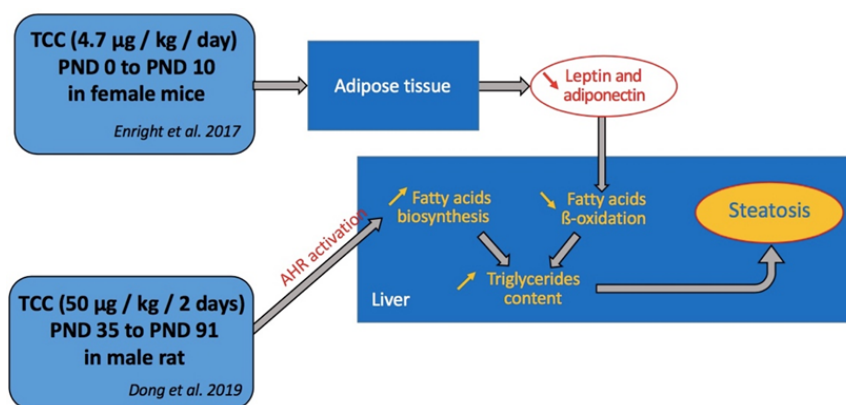 TCC (4.7 µg / kg / day)
PND 0 to PND 10
in female mice
Enright et al. 2017
Adipose tissue
Leptin and
adiponectin
Fatty acids
biosynthesis
Fatty acids
ß-oxidation
Steatosis
AHR activation
Triglycerides
content
Liver
TCC (50 µg / kg / 2 days)
PND 35 to PND 91
in male rat
Dong et al. 2019